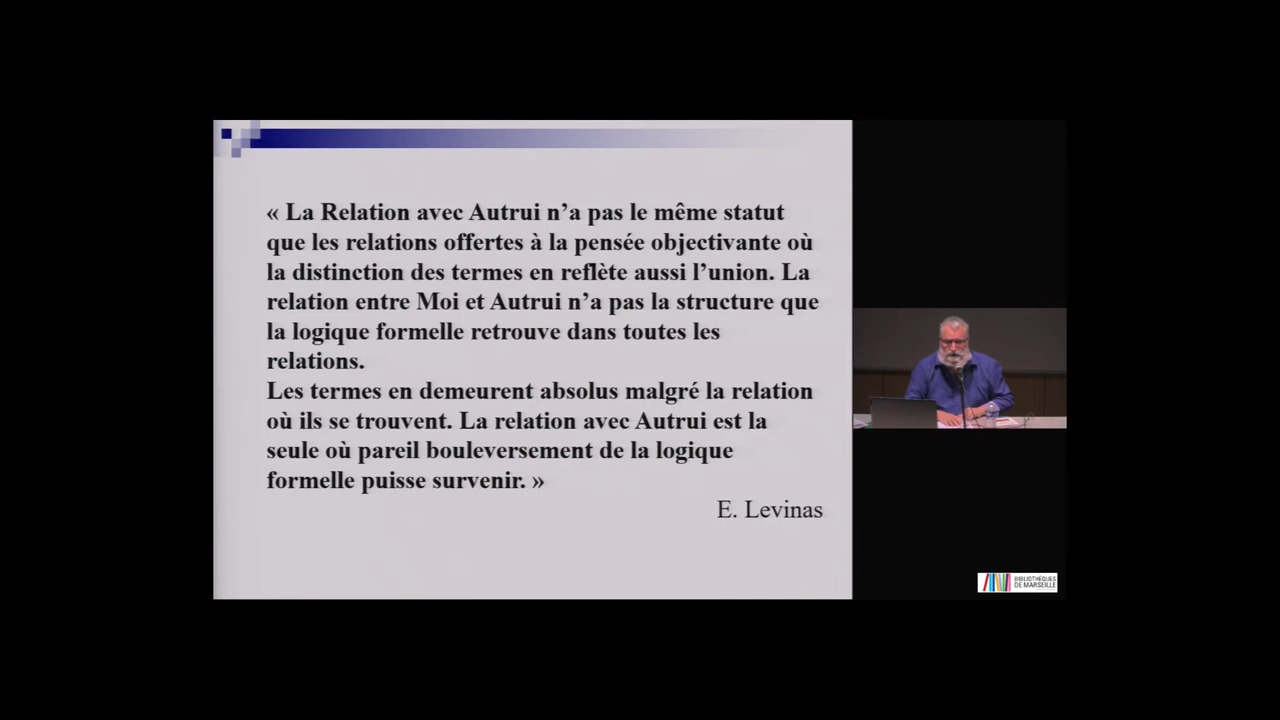 « La Relation avec Autrui n’a pas le même statut
que les relations offertes à la pensée objectivante où
la distinction des termes en reflète aussi l’union. La
relation entre Moi et Autrui n’a pas la structure que
la logique formelle retrouve dans toutes les
relations.
Les termes en demeurent absolus malgré la relation
où ils se trouvent. La relation avec Autrui est la
seule où pareil bouleversement de la logique
formelle puisse survenir. »
E. Levinas
BIBLIOTHÈQUES
DE MARSEILLE